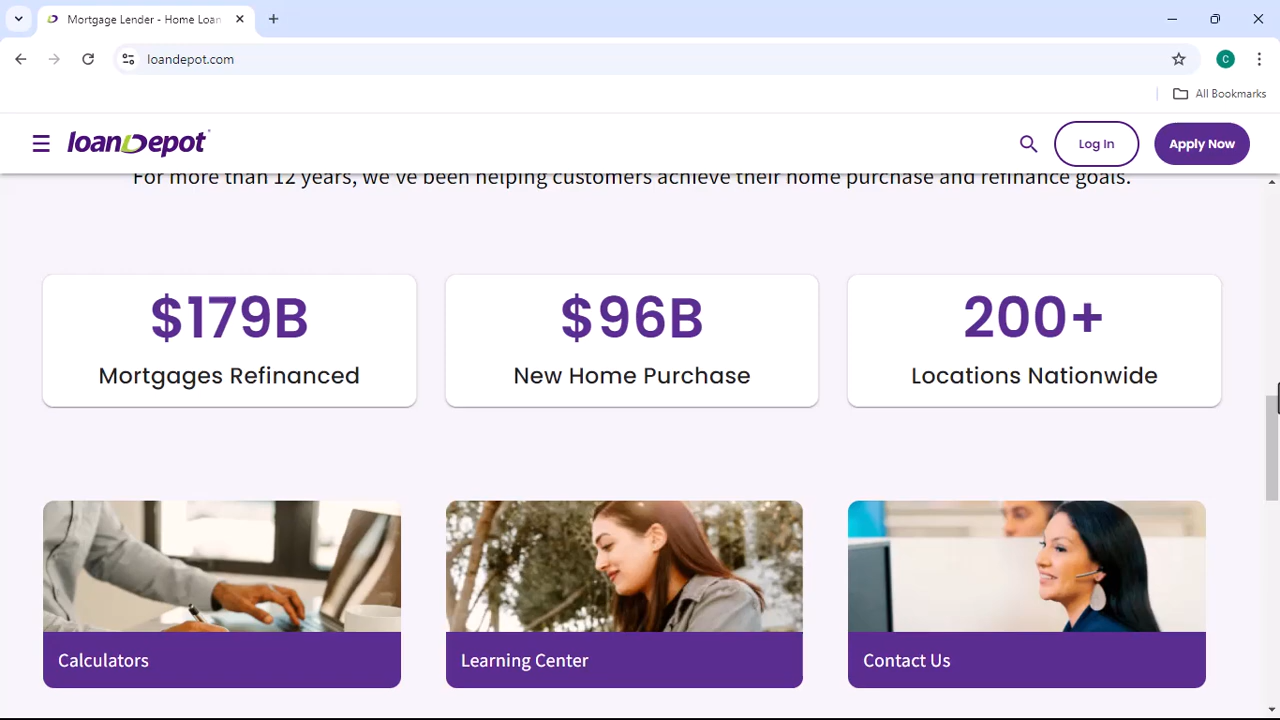 Mortgage Lender - Home Loan
loandepot.com
All Bookmarks
loanDepot
Log In
Apply Now
For more than 12 years, we've been helping customers achieve their home purchase and refinance goals.
$179B
Mortgages Refinanced
$96B
New Home Purchase
200+
Locations Nationwide
Calculators
Learning Center
Contact Us
C